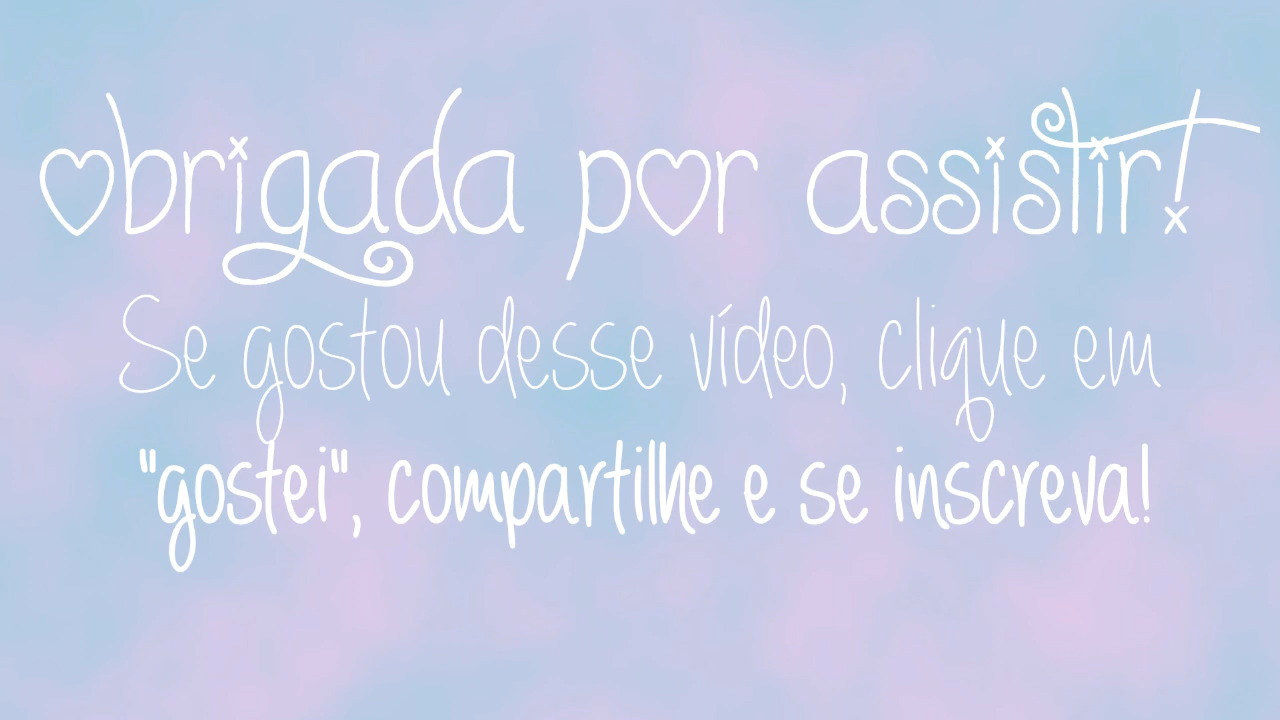 obrigada por assistir!
Se gostou desse vídeo, clique em
"gostei", compartilhe e se inscreva!